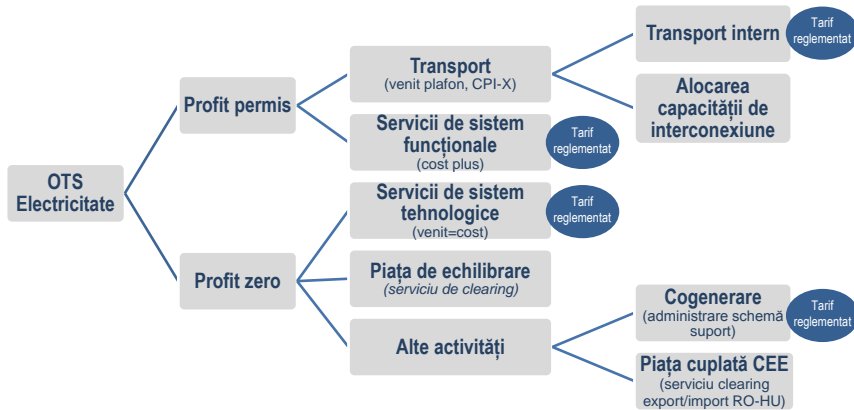 OTS
Electricitate
Profit permis
Profit zero
Transport
(venit plafon, CPI-X)
Servicii de sistem
funcționale
(cost plus)
Tarif
reglementat
Servicii de sistem
tehnologice
(venit=cost)
Tarif
reglementat
Piața de echilibrare
(serviciu de clearing)
Alte activități
Transport intern
Tarif
reglementat
Alocarea
capacității de
interconexiune
Cogenerare
(administrare schemă
suport)
Tarif
reglementat
Piața cuplată CEE
(serviciu clearing
export/import RO-HU)